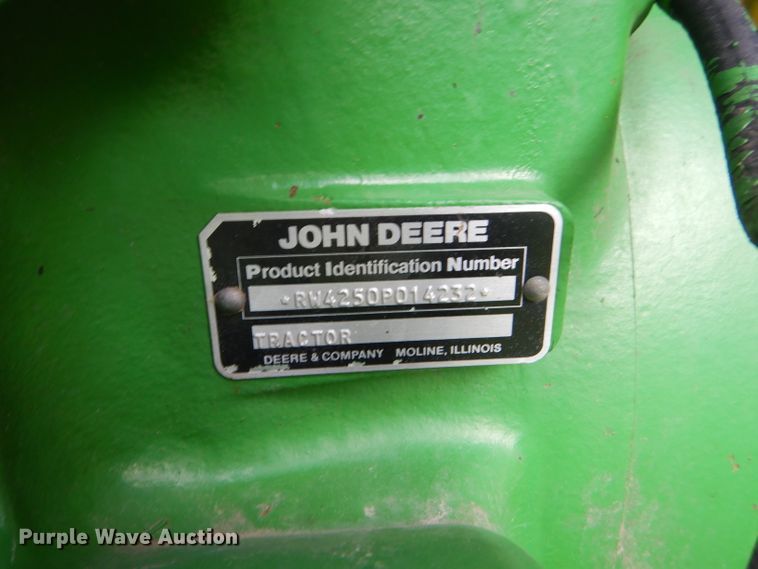 JOHN DEERE
Product Identification Number
*RW4250P014232*
TRACTOR
DEERE & COMPANY MOLINE, ILLINOIS
Purple Wave Auction